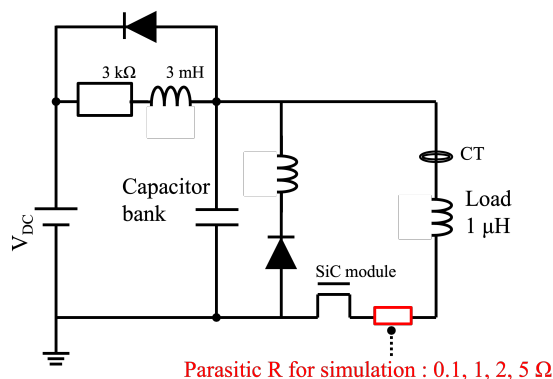 3 kΩ 3 mH
CT
Capacitor
bank
Load
1 μH
V_DC
SiC module
Parasitic R for simulation : 0.1, 1, 2, 5 Ω